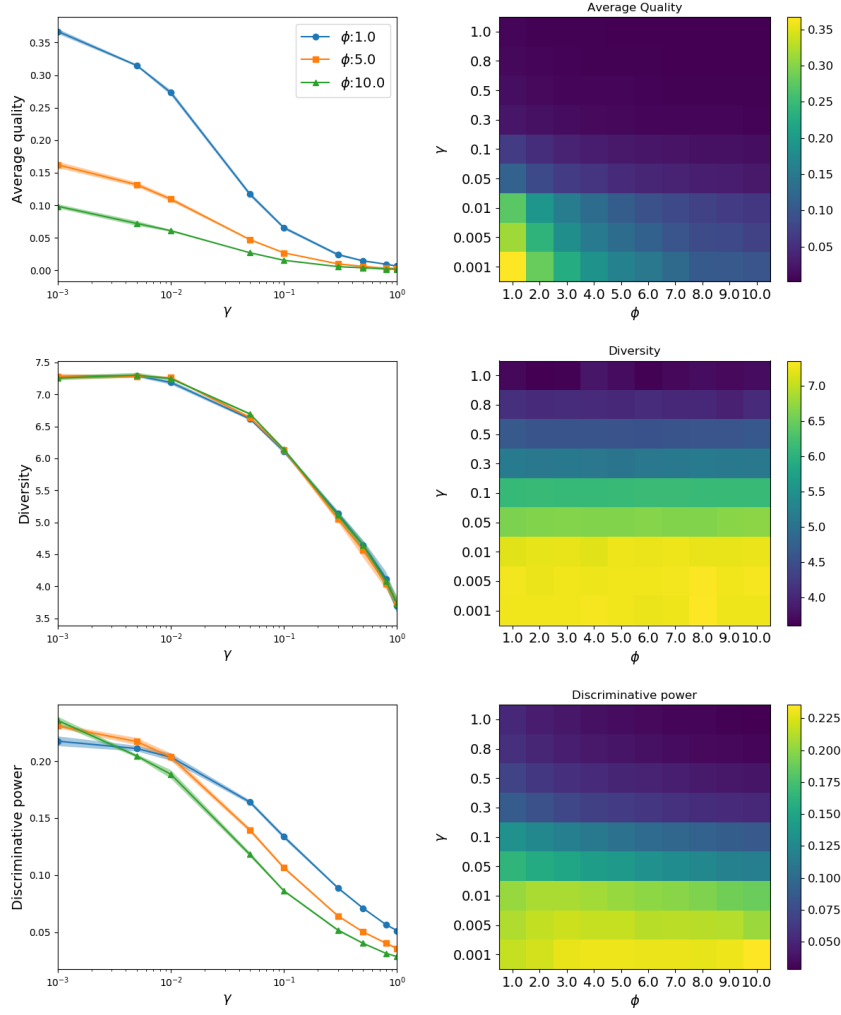 Average Quality
0.35
0.30
0.25
0.20
0.15
0.10
0.05
0.00
Average quality
ϕ:1.0
ϕ:5.0
ϕ:10.0
10⁻³ 10⁻² 10⁻¹ 10⁰
γ
1.0
0.8
0.5
0.3
0.1
0.05
0.01
0.005
0.001
γ
1.0 2.0 3.0 4.0 5.0 6.0 7.0 8.0 9.0 10.0
ϕ
0.35
0.30
0.25
0.20
0.15
0.10
0.05
Diversity
7.5
7.0
6.5
6.0
5.5
5.0
4.5
4.0
3.5
Diversity
10⁻³ 10⁻² 10⁻¹ 10⁰
γ
1.0
0.8
0.5
0.3
0.1
0.05
0.01
0.005
0.001
γ
1.0 2.0 3.0 4.0 5.0 6.0 7.0 8.0 9.0 10.0
ϕ
7.0
6.5
6.0
5.5
5.0
4.5
4.0
Discriminative power
0.20
0.15
0.10
0.05
Discriminative power
10⁻³ 10⁻² 10⁻¹ 10⁰
γ
1.0
0.8
0.5
0.3
0.1
0.05
0.01
0.005
0.001
γ
1.0 2.0 3.0 4.0 5.0 6.0 7.0 8.0 9.0 10.0
ϕ
0.225
0.200
0.175
0.150
0.125
0.100
0.075
0.050